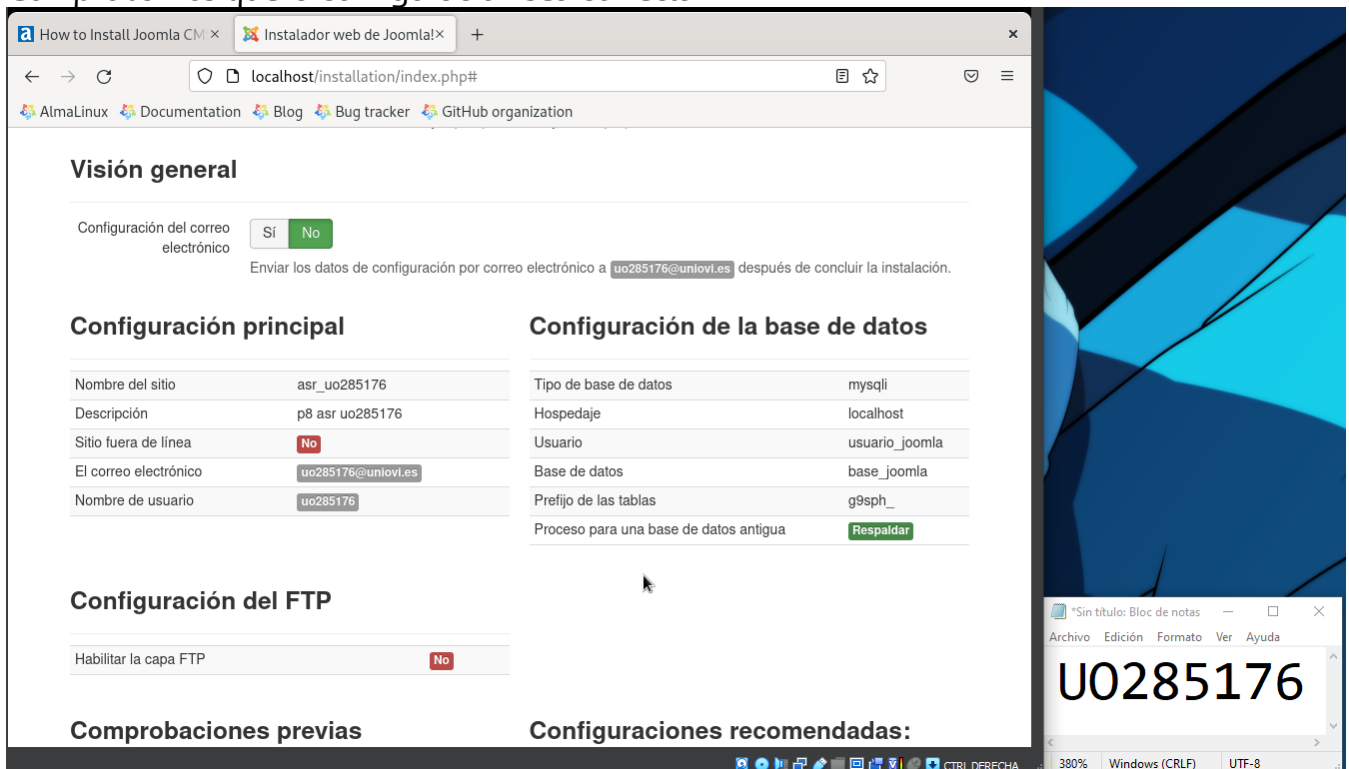 How to Install Joomla CM
Instalador web de Joomla!
localhost/installation/index.php#
AlmaLinux Documentation Blog Bug tracker GitHub organization
Visión general
Configuración del correo electrónico
Sí No
Enviar los datos de configuración por correo electrónico a uo285176@uniovi.es después de concluir la instalación.
Configuración principal
Nombre del sitio asr_uo285176
Descripción p8 asr uo285176
Sitio fuera de línea No
El correo electrónico uo285176@uniovi.es
Nombre de usuario uo285176
Configuración de la base de datos
Tipo de base de datos mysqli
Hospedaje localhost
Usuario usuario_joomla
Base de datos base_joomla
Prefijo de las tablas g9sph_
Proceso para una base de datos antigua Respaldar
Configuración del FTP
Habilitar la capa FTP No
Comprobaciones previas
Configuraciones recomendadas:
CTRL DERECHA
*Sin título: Bloc de notas
Archivo Edición Formato Ver Ayuda
UO285176
380% Windows (CRLF) UTF-8